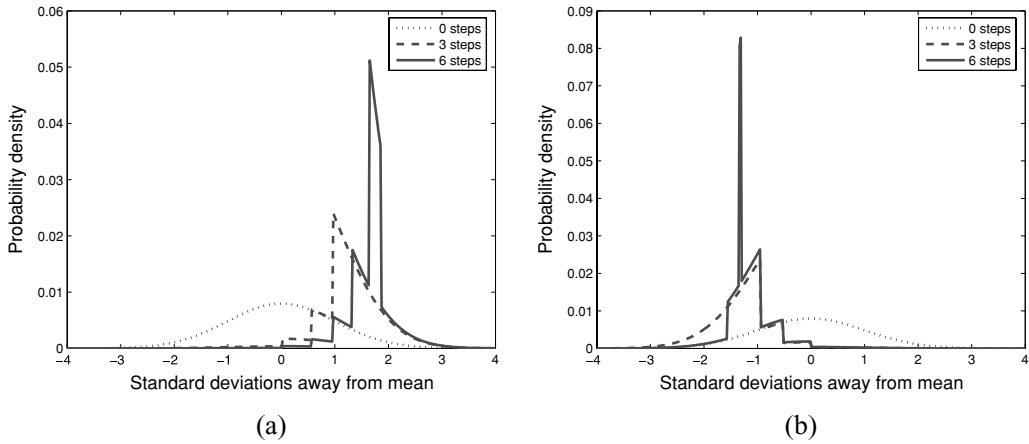 0 steps
3 steps
6 steps
0.06
0.05
0.04
0.03
0.02
0.01
0
−4 −3 −2 −1 0 1 2 3 4
Probability density
Standard deviations away from mean
(a)
0 steps
3 steps
6 steps
0.09
0.08
0.07
0.06
0.05
0.04
0.03
0.02
0.01
0
−4 −3 −2 −1 0 1 2 3 4
Probability density
Standard deviations away from mean
(b)